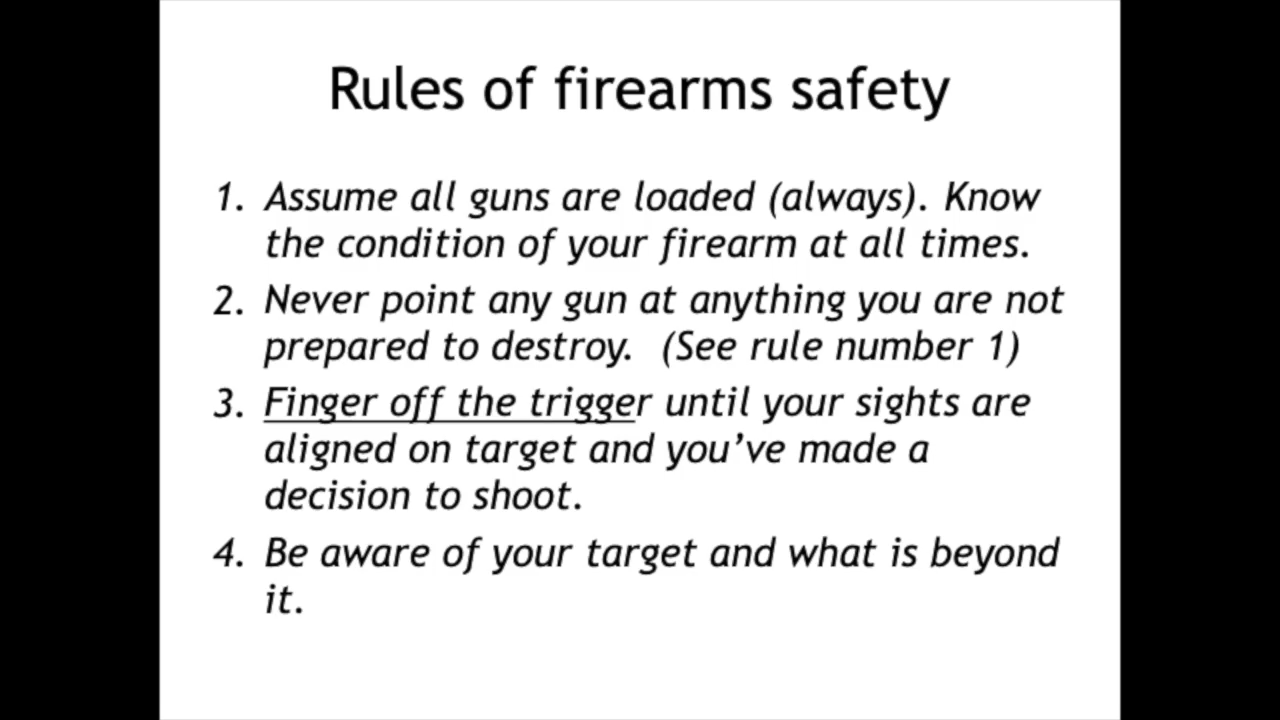 Rules of firearms safety
1. Assume all guns are loaded (always). Know
the condition of your firearm at all times.
2. Never point any gun at anything you are not
prepared to destroy.  (See rule number 1)
3. Finger off the trigger until your sights are
aligned on target and you’ve made a
decision to shoot.
4. Be aware of your target and what is beyond
it.